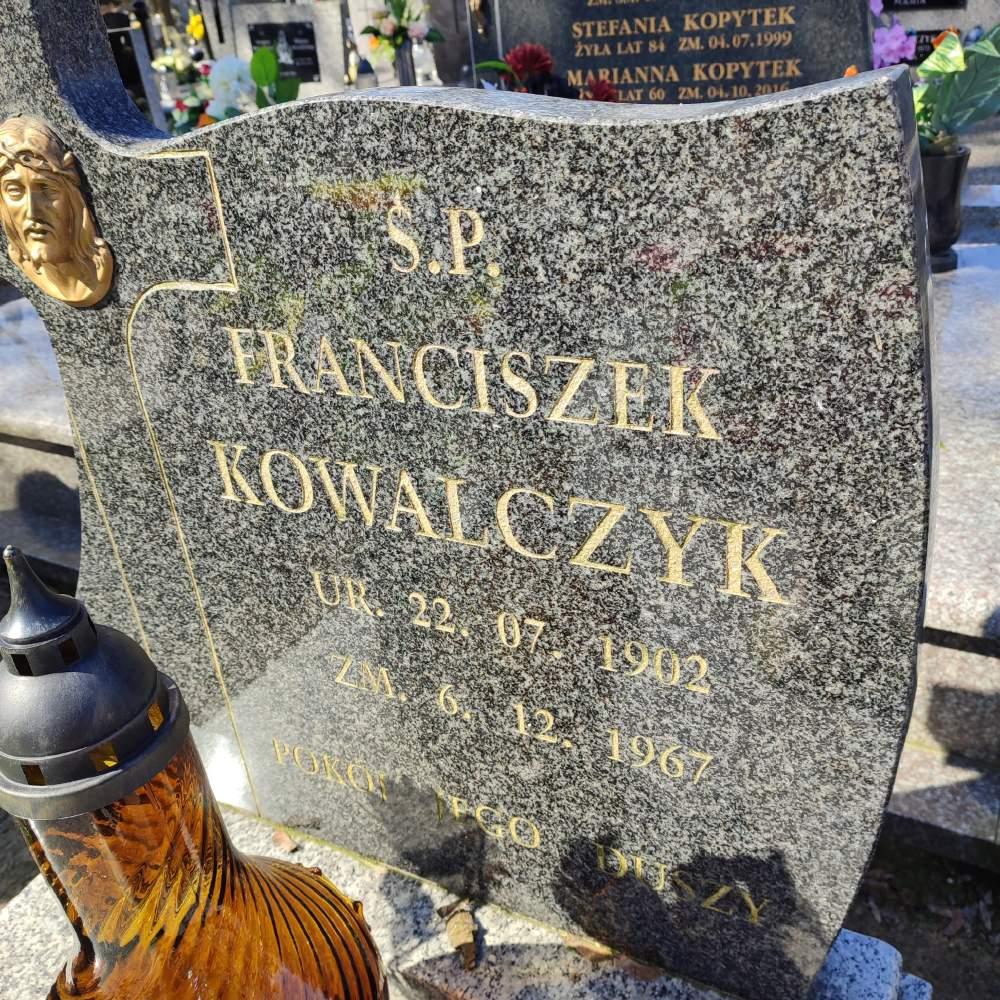 STEFANIA KOPYTEK
ŻYŁA LAT 84 ZM. 04.07.1999
MARIANNA KOPYTEK
LAT 60 ZM. 04.10.2016
Ś.P.
FRANCISZEK
KOWALCZYK
UR. 22. 07. 1902
ZM. 6. 12. 1967
POKÓJ JEGO DUSZY